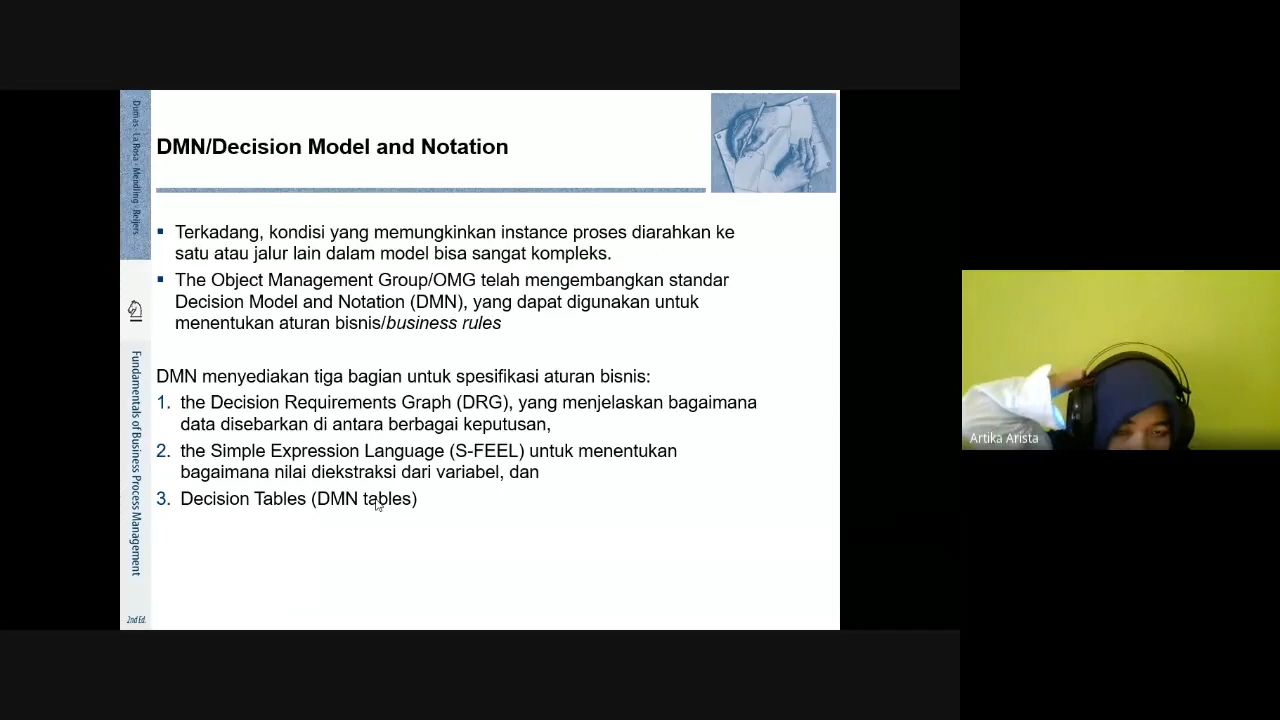 Dumas · La Rosa · Mendling · Reijers
Fundamentals of Business Process Management
2nd Ed.
DMN/Decision Model and Notation
Terkadang, kondisi yang memungkinkan instance proses diarahkan ke
satu atau jalur lain dalam model bisa sangat kompleks.
The Object Management Group/OMG telah mengembangkan standar
Decision Model and Notation (DMN), yang dapat digunakan untuk
menentukan aturan bisnis/business rules
DMN menyediakan tiga bagian untuk spesifikasi aturan bisnis:
1. the Decision Requirements Graph (DRG), yang menjelaskan bagaimana
data disebarkan di antara berbagai keputusan,
2. the Simple Expression Language (S-FEEL) untuk menentukan
bagaimana nilai diekstraksi dari variabel, dan
3. Decision Tables (DMN tables)
Artika Arista